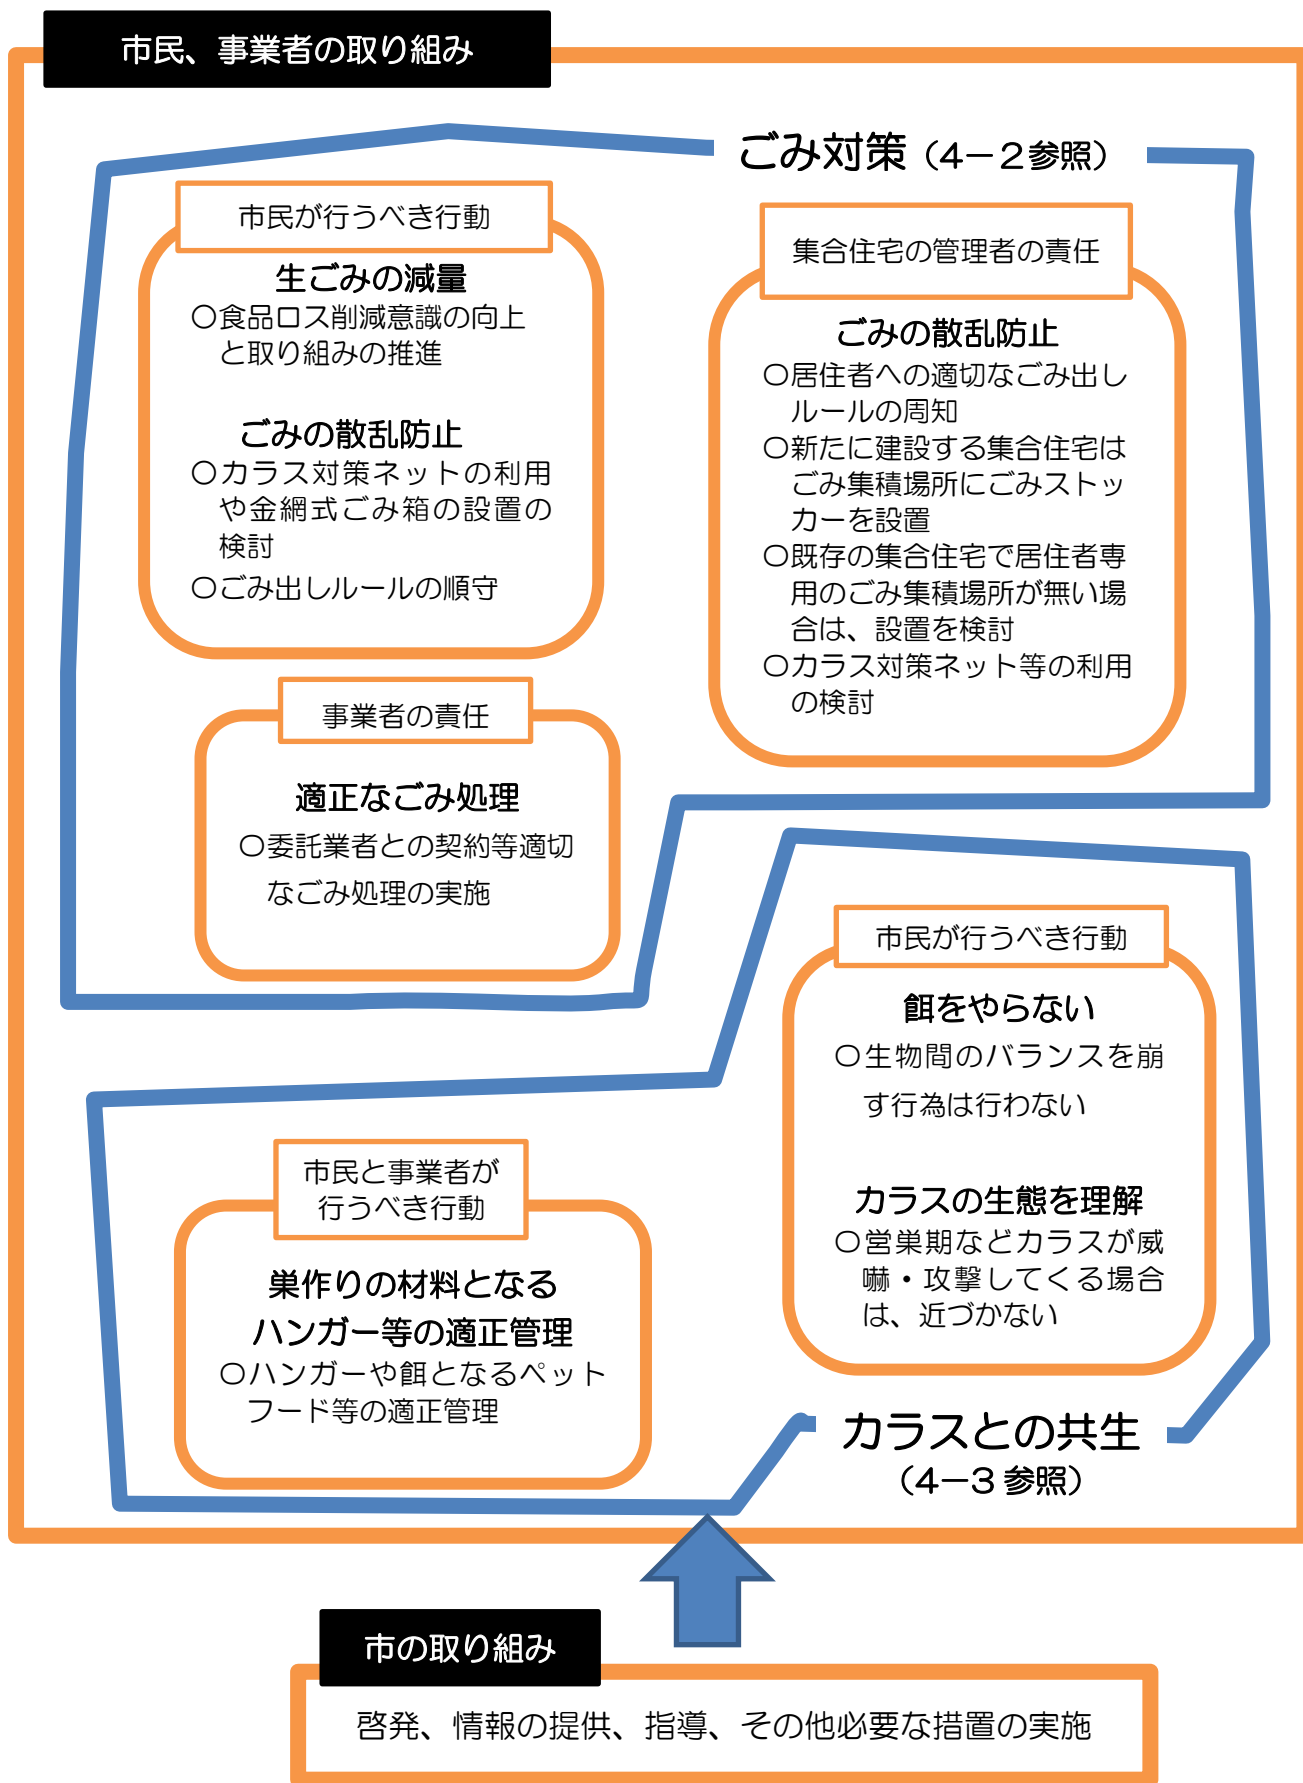 市民、事業者の取り組み
ごみ対策（4－2参照）
市民が行うべき行動
生ごみの減量
○食品ロス削減意識の向上
と取り組みの推進
ごみの散乱防止
○カラス対策ネットの利用
や金網式ごみ箱の設置の
検討
○ごみ出しルールの順守
集合住宅の管理者の責任
ごみの散乱防止
○居住者への適切なごみ出し
ルールの周知
○新たに建設する集合住宅は
ごみ集積場所にごみストッ
カーを設置
○既存の集合住宅で居住者専
用のごみ集積場所が無い場
合は、設置を検討
○カラス対策ネット等の利用
の検討
事業者の責任
適正なごみ処理
○委託業者との契約等適切
なごみ処理の実施
市民が行うべき行動
餌をやらない
○生物間のバランスを崩
す行為は行わない
カラスの生態を理解
○営巣期などカラスが威
嚇・攻撃してくる場合
は、近づかない
市民と事業者が
行うべき行動
巣作りの材料となる
ハンガー等の適正管理
○ハンガーや餌となるペット
フード等の適正管理
カラスとの共生
（4－3 参照）
市の取り組み
啓発、情報の提供、指導、その他必要な措置の実施